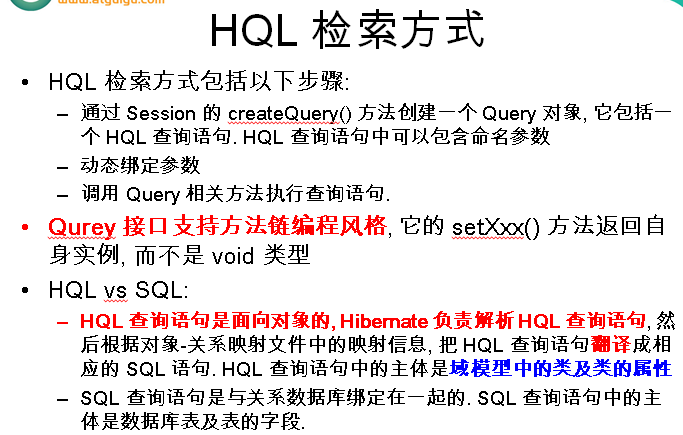 www.atguigu.com
HQL 检索方式
• HQL 检索方式包括以下步骤:
– 通过 Session 的 createQuery() 方法创建一个 Query 对象, 它包括一
个 HQL 查询语句. HQL 查询语句中可以包含命名参数
– 动态绑定参数
– 调用 Query 相关方法执行查询语句.
• Qurey 接口支持方法链编程风格, 它的 setXxx() 方法返回自
身实例, 而不是 void 类型
• HQL vs SQL:
– HQL 查询语句是面向对象的, Hibernate 负责解析 HQL 查询语句, 然
后根据对象-关系映射文件中的映射信息, 把 HQL 查询语句翻译成相
应的 SQL 语句. HQL 查询语句中的主体是域模型中的类及类的属性
– SQL 查询语句是与关系数据库绑定在一起的. SQL 查询语句中的主
体是数据库表及表的字段.